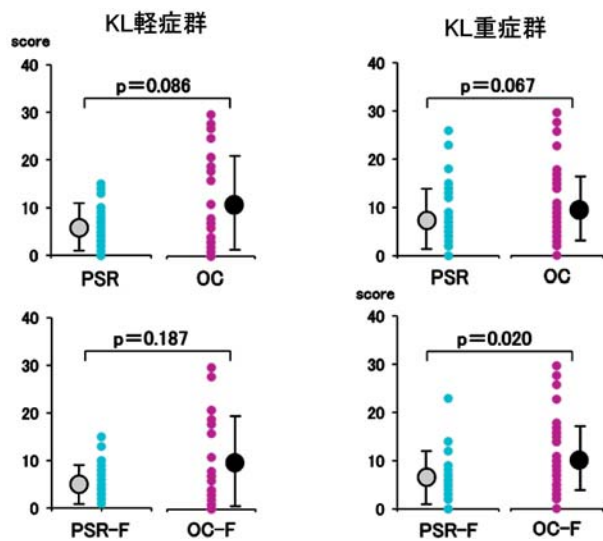 KL軽症群
KL重症群
score
40
30
20
10
0
p=0.086
PSR
OC
40
30
20
10
0
p=0.067
PSR
OC
40
30
20
10
0
p=0.187
PSR-F
OC-F
score
40
30
20
10
0
p=0.020
PSR-F
OC-F